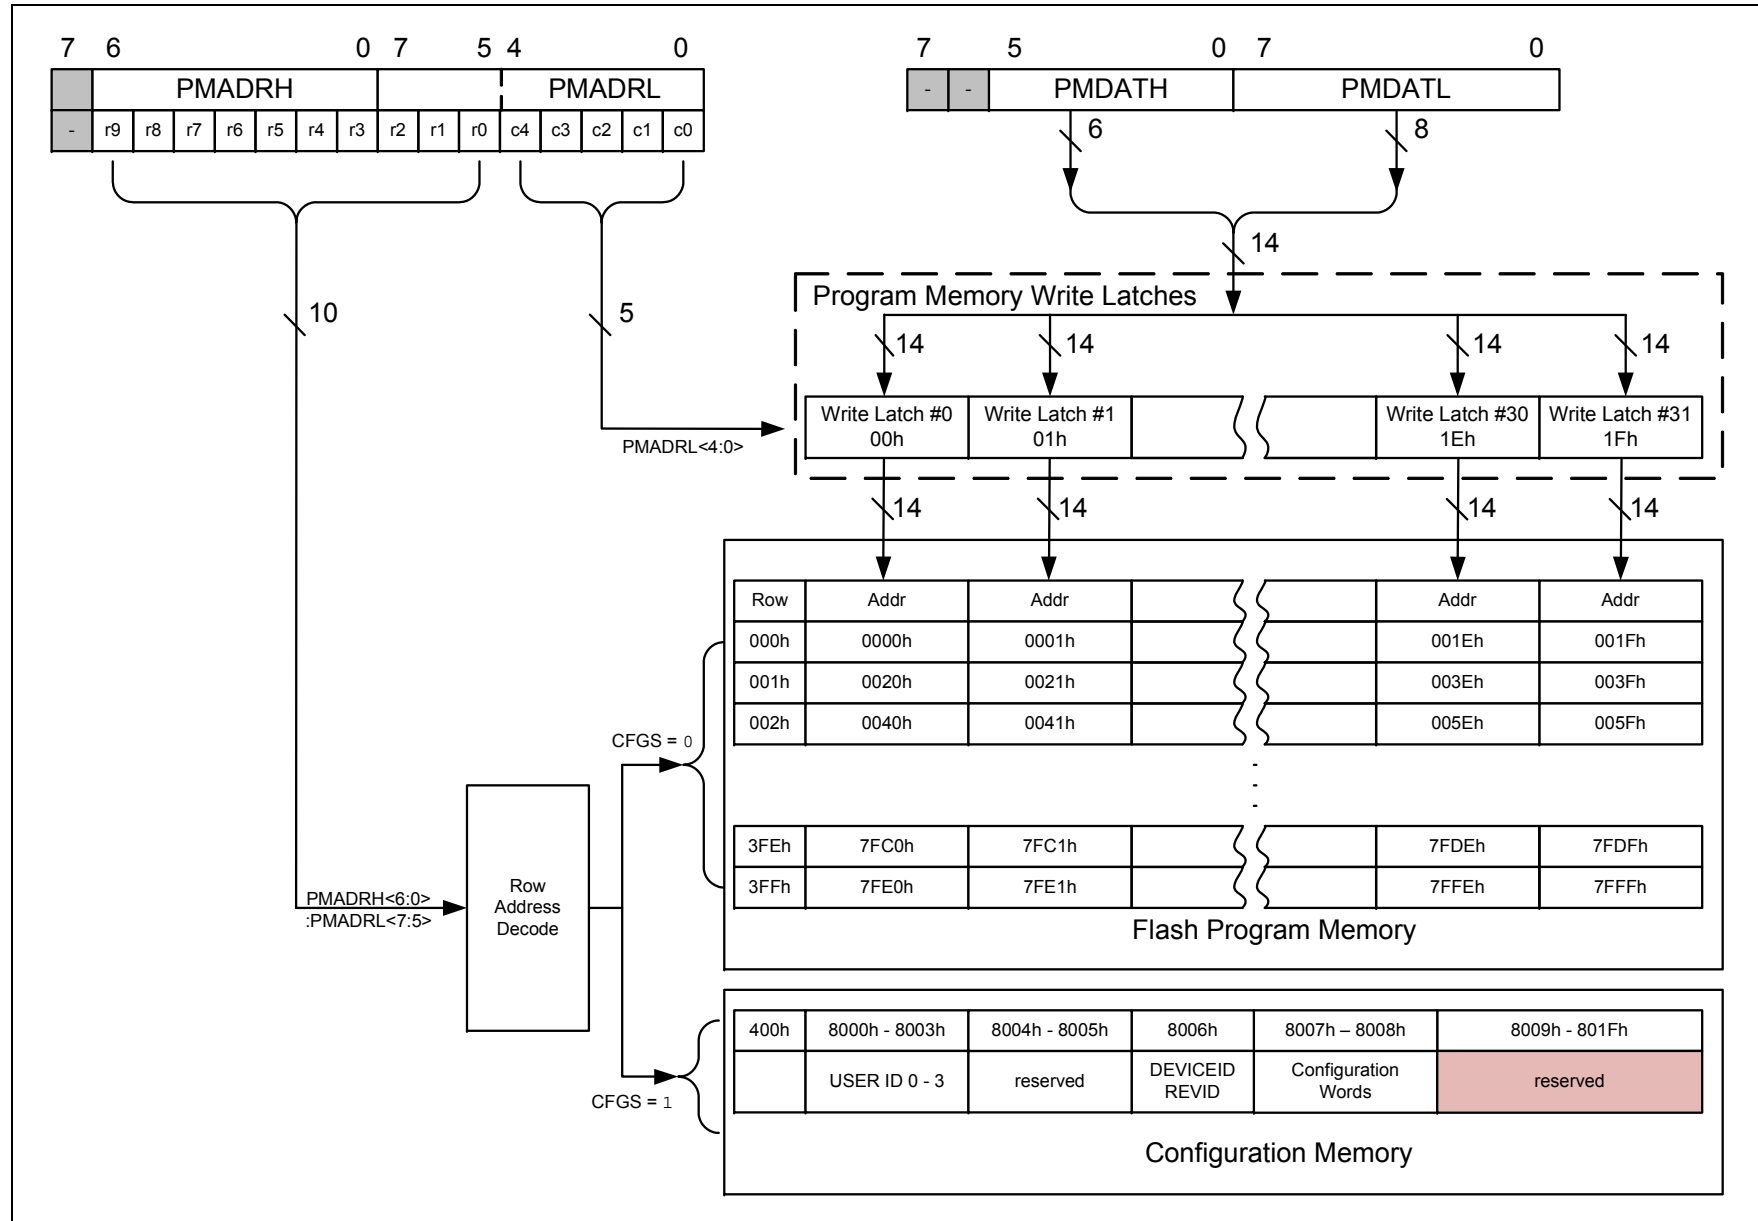 7 6 0 7 5 4 0
PMADRH PMADRL
- r9 r8 r7 r6 r5 r4 r3 r2 r1 r0 c4 c3 c2 c1 c0
7 5 0 7 0
- - PMDATH PMDATL
6 8
14
10 5
Program Memory Write Latches
14 14 14 14
Write Latch #0 Write Latch #1 Write Latch #30 Write Latch #31
00h 01h 1Eh 1Fh
PMADRL<4:0>
14 14 14 14
Row Addr Addr Addr Addr
000h 0000h 0001h 001Eh 001Fh
001h 0020h 0021h 003Eh 003Fh
002h 0040h 0041h 005Eh 005Fh
CFGS = 0
3FEh 7FC0h 7FC1h 7FDEh 7FDFh
3FFh 7FE0h 7FE1h 7FFEh 7FFFh
Flash Program Memory
PMADRH<6:0>
:PMADRL<7:5>
Row
Address
Decode
400h 8000h - 8003h 8004h - 8005h 8006h 8007h – 8008h 8009h - 801Fh
USER ID 0 - 3 reserved DEVICEID Configuration reserved
REVID Words
CFGS = 1
Configuration Memory